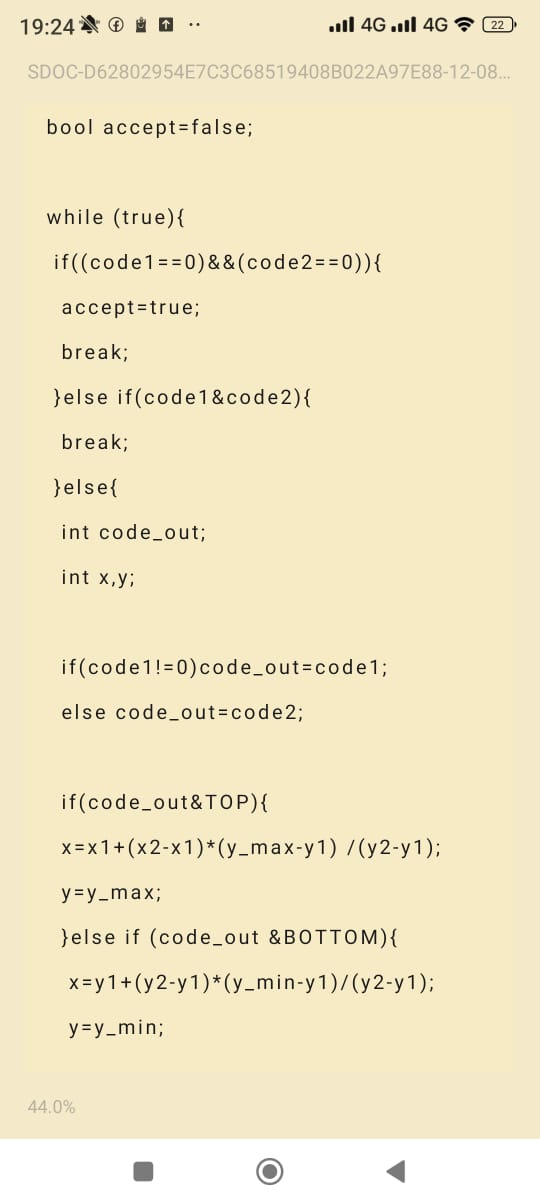 19:24 4G 4G 22
SDOC-D62802954E7C3C68519408B022A97E88-12-08...
bool accept=false;
while (true){
if((code1==0)&&(code2==0)){
accept=true;
break;
}else if(code1&code2){
break;
}else{
int code_out;
int x,y;
if(code1!=0)code_out=code1;
else code_out=code2;
if(code_out&TOP){
x=x1+(x2-x1)*(y_max-y1) /(y2-y1);
y=y_max;
}else if (code_out &BOTTOM){
x=y1+(y2-y1)*(y_min-y1)/(y2-y1);
y=y_min;
44.0%